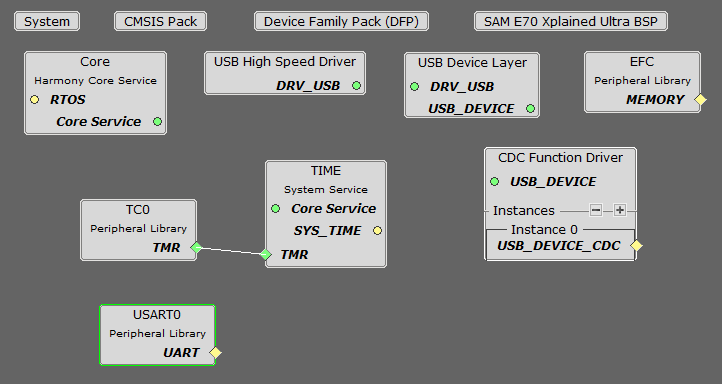 System
CMSIS Pack
Device Family Pack (DFP)
SAM E70 Xplained Ultra BSP
Core
Harmony Core Service
RTOS
Core Service
USB High Speed Driver
DRV_USB
USB Device Layer
DRV_USB
USB_DEVICE
EFC
Peripheral Library
MEMORY
TC0
Peripheral Library
TMR
TIME
System Service
Core Service
SYS_TIME
TMR
CDC Function Driver
USB_DEVICE
Instances
Instance 0
USB_DEVICE_CDC
USART0
Peripheral Library
UART